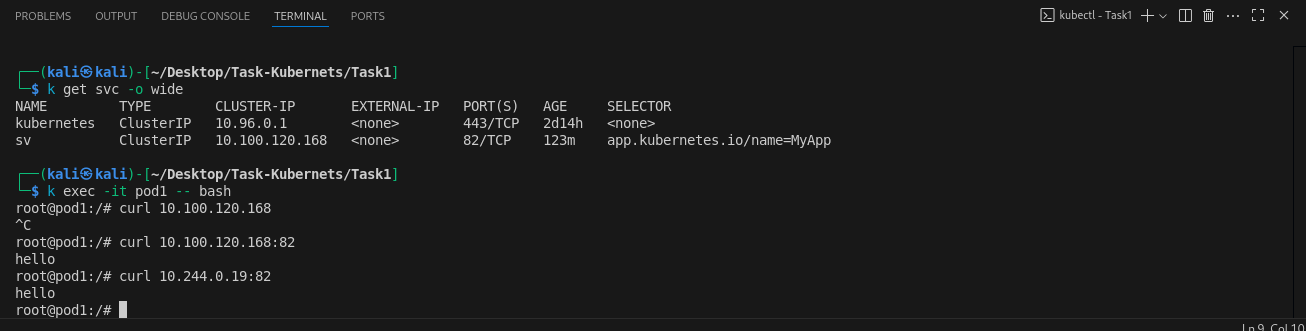 PROBLEMS OUTPUT DEBUG CONSOLE TERMINAL PORTS kubectl - Task1
┌──(kali㉿kali)-[~/Desktop/Task-Kubernets/Task1]
└─$ k get svc -o wide
NAME TYPE CLUSTER-IP EXTERNAL-IP PORT(S) AGE SELECTOR
kubernetes ClusterIP 10.96.0.1 <none> 443/TCP 2d14h <none>
sv ClusterIP 10.100.120.168 <none> 82/TCP 123m app.kubernetes.io/name=MyApp
┌──(kali㉿kali)-[~/Desktop/Task-Kubernets/Task1]
└─$ k exec -it pod1 -- bash
root@pod1:/# curl 10.100.120.168
^C
root@pod1:/# curl 10.100.120.168:82
hello
root@pod1:/# curl 10.244.0.19:82
hello
root@pod1:/#
Ln 9, Col 10